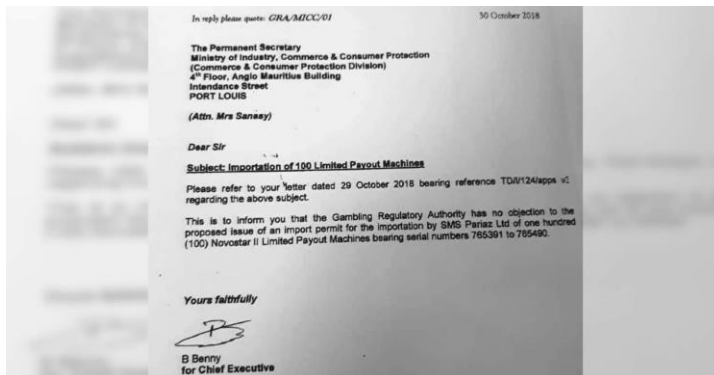 In reply please quote: GRA/MICC/01
30 October 2018
The Permanent Secretary
Ministry of Industry, Commerce & Consumer Protection
(Commerce & Consumer Protection Division)
4th Floor, Anglo Mauritius Building
Intendance Street
PORT LOUIS
(Attn. Mrs Sanasy)
Dear Sir
Subject: Importation of 100 Limited Payout Machines
Please refer to your letter dated 29 October 2018 bearing reference
regarding the above subject.
This is to inform you that the Gambling Regulatory Authority has no objection to the
proposed issue of an import permit for the importation by SMS Pariaz Ltd of one hundred
(100) Novostar II Limited Payout Machines bearing serial numbers 765391 to 765490.
Yours faithfully
B Benny
for Chief Executive